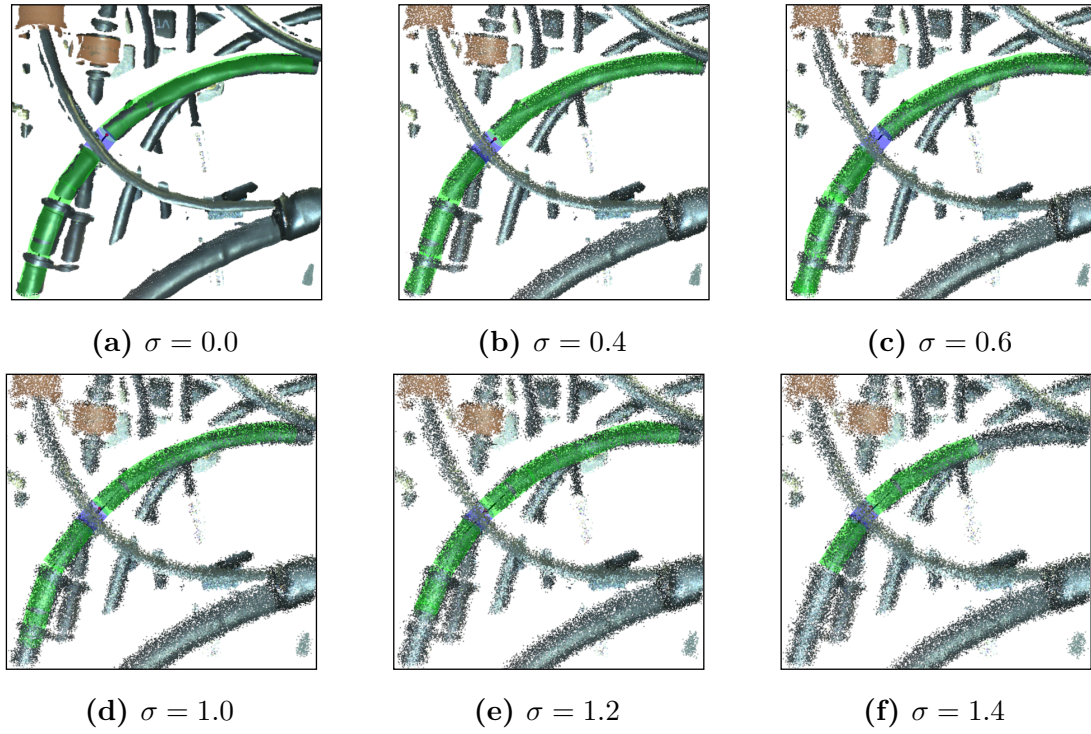 (a) σ = 0.0
(b) σ = 0.4
(c) σ = 0.6
(d) σ = 1.0
(e) σ = 1.2
(f) σ = 1.4